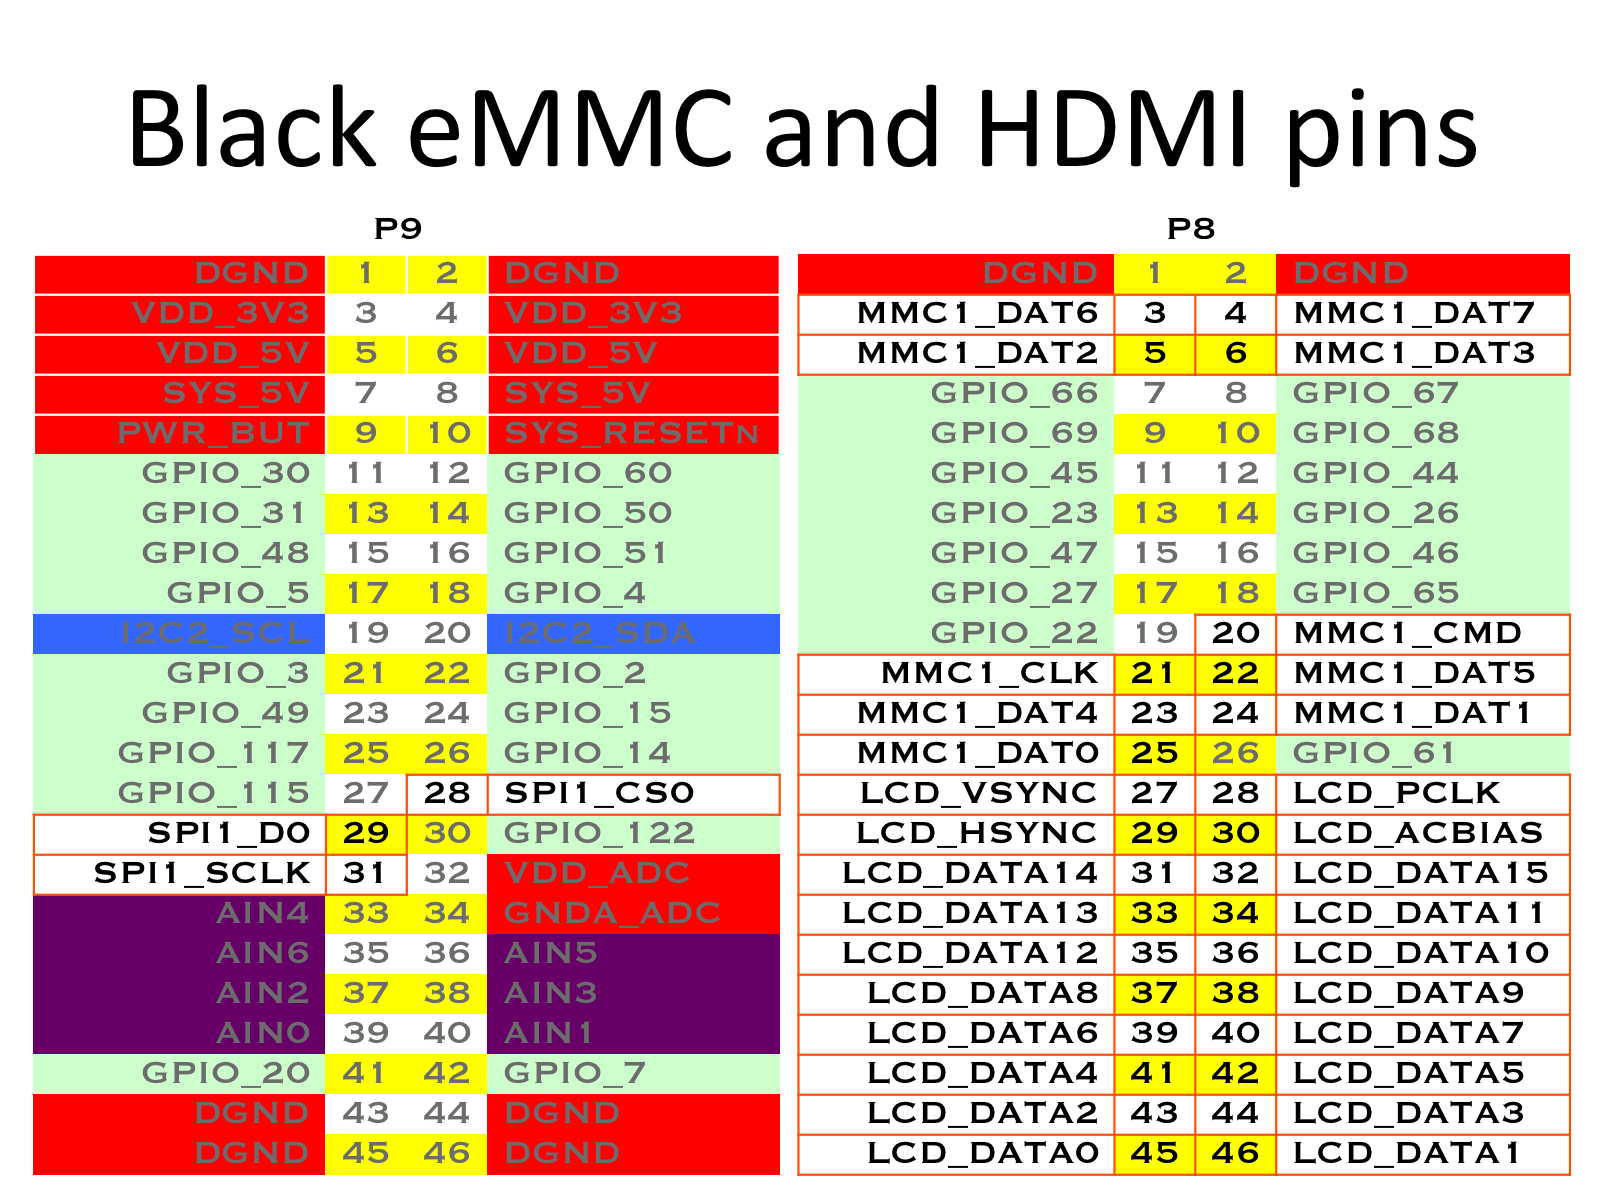 Black eMMC and HDMI pins
P9
DGND 1 2 DGND
VDD_3V3 3 4 VDD_3V3
VDD_5V 5 6 VDD_5V
SYS_5V 7 8 SYS_5V
PWR_BUT 9 10 SYS_RESETN
GPIO_30 11 12 GPIO_60
GPIO_31 13 14 GPIO_50
GPIO_48 15 16 GPIO_51
GPIO_5 17 18 GPIO_4
I2C2_SCL 19 20 I2C2_SDA
GPIO_3 21 22 GPIO_2
GPIO_49 23 24 GPIO_15
GPIO_117 25 26 GPIO_14
GPIO_115 27 28 SPI1_CS0
SPI1_D0 29 30 GPIO_122
SPI1_SCLK 31 32 VDD_ADC
AIN4 33 34 GNDA_ADC
AIN6 35 36 AIN5
AIN2 37 38 AIN3
AIN0 39 40 AIN1
GPIO_20 41 42 GPIO_7
DGND 43 44 DGND
DGND 45 46 DGND
P8
DGND 1 2 DGND
MMC1_DAT6 3 4 MMC1_DAT7
MMC1_DAT2 5 6 MMC1_DAT3
GPIO_66 7 8 GPIO_67
GPIO_69 9 10 GPIO_68
GPIO_45 11 12 GPIO_44
GPIO_23 13 14 GPIO_26
GPIO_47 15 16 GPIO_46
GPIO_27 17 18 GPIO_65
GPIO_22 19 20 MMC1_CMD
MMC1_CLK 21 22 MMC1_DAT5
MMC1_DAT4 23 24 MMC1_DAT1
MMC1_DAT0 25 26 GPIO_61
LCD_VSYNC 27 28 LCD_PCLK
LCD_HSYNC 29 30 LCD_ACBIAS
LCD_DATA14 31 32 LCD_DATA15
LCD_DATA13 33 34 LCD_DATA11
LCD_DATA12 35 36 LCD_DATA10
LCD_DATA8 37 38 LCD_DATA9
LCD_DATA6 39 40 LCD_DATA7
LCD_DATA4 41 42 LCD_DATA5
LCD_DATA2 43 44 LCD_DATA3
LCD_DATA0 45 46 LCD_DATA1